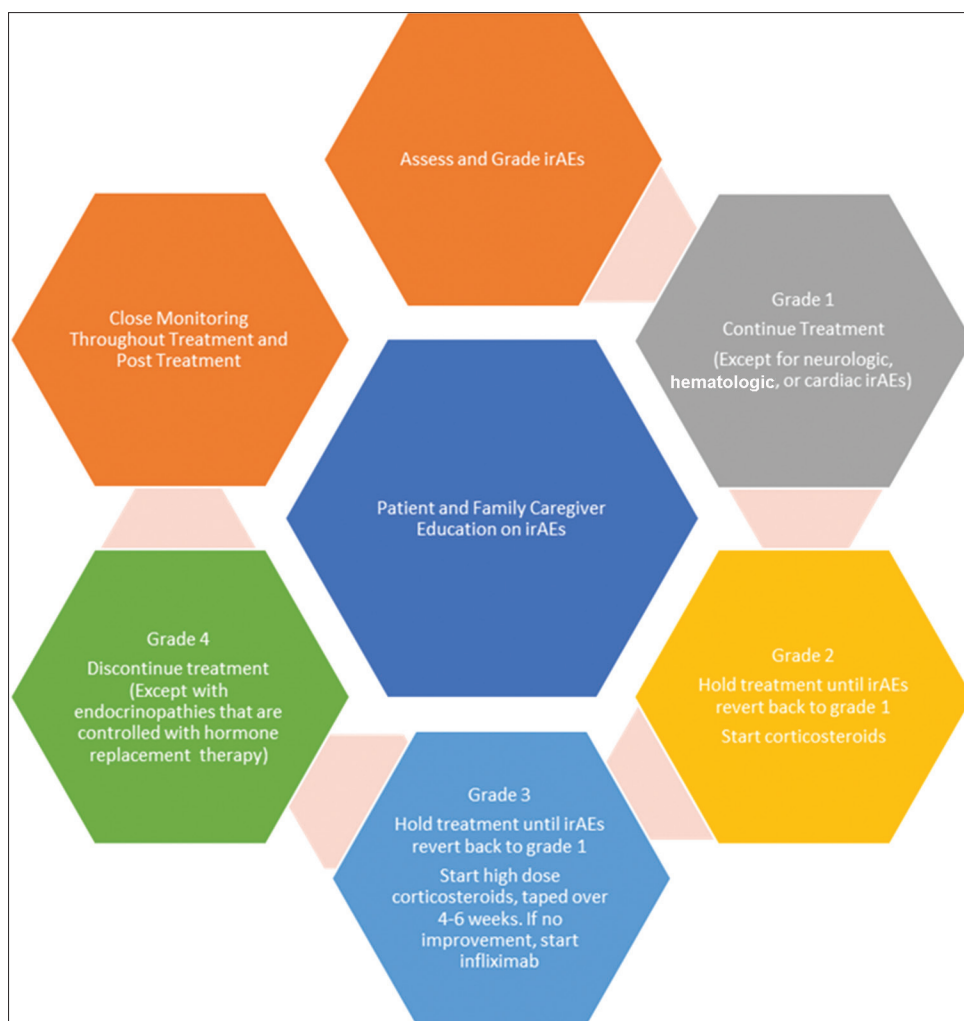 Assess and Grade irAEs
Grade 1
Continue Treatment
(Except for neurologic,
hematologic, or cardiac irAEs)
Grade 2
Hold treatment until irAEs
revert back to grade 1
Start corticosteroids
Grade 3
Hold treatment until irAEs
revert back to grade 1
Start high dose
corticosteroids, taped over
4-6 weeks. If no
improvement, start
infliximab
Grade 4
Discontinue treatment
(Except with
endocrinopathies that are
controlled with hormone
replacement therapy)
Close Monitoring
Throughout Treatment and
Post Treatment
Patient and Family Caregiver
Education on irAEs